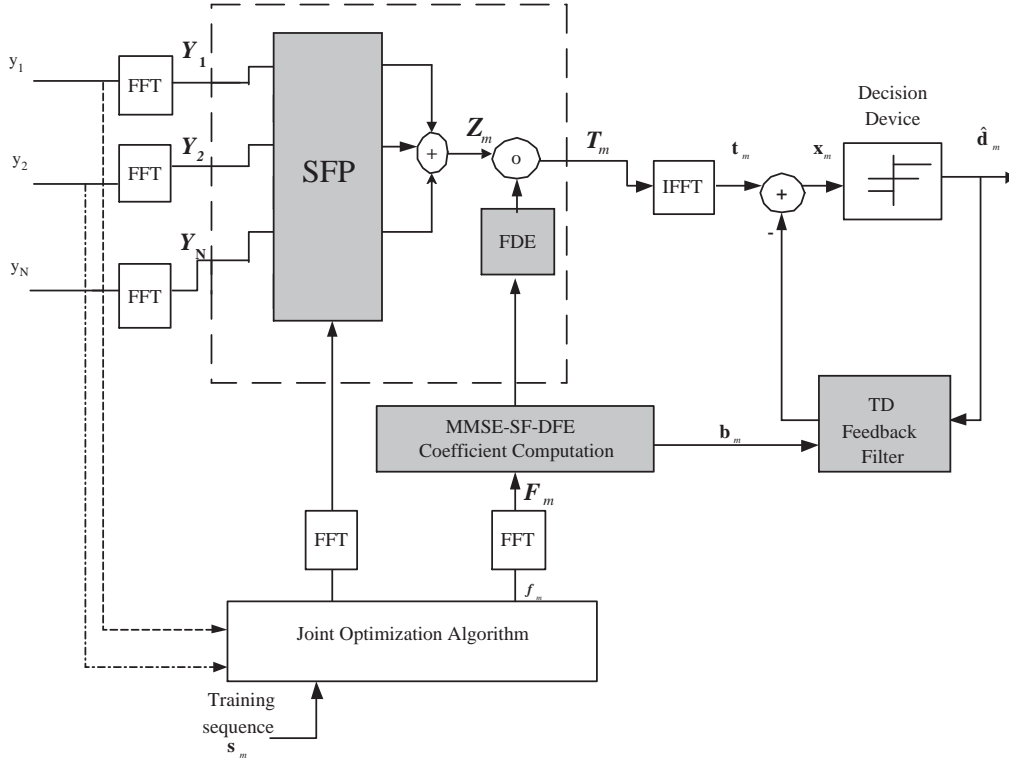 y1
FFT
Y1
y2
FFT
Y2
yN
FFT
YN
SFP
+
Zm
o
FDE
Tm
IFFT
tm
+
-
xm
Decision
Device
d̂m
TD
Feedback
Filter
bm
MMSE-SF-DFE
Coefficient Computation
Fm
FFT
FFT
fm
Joint Optimization Algorithm
Training
sequence
sm